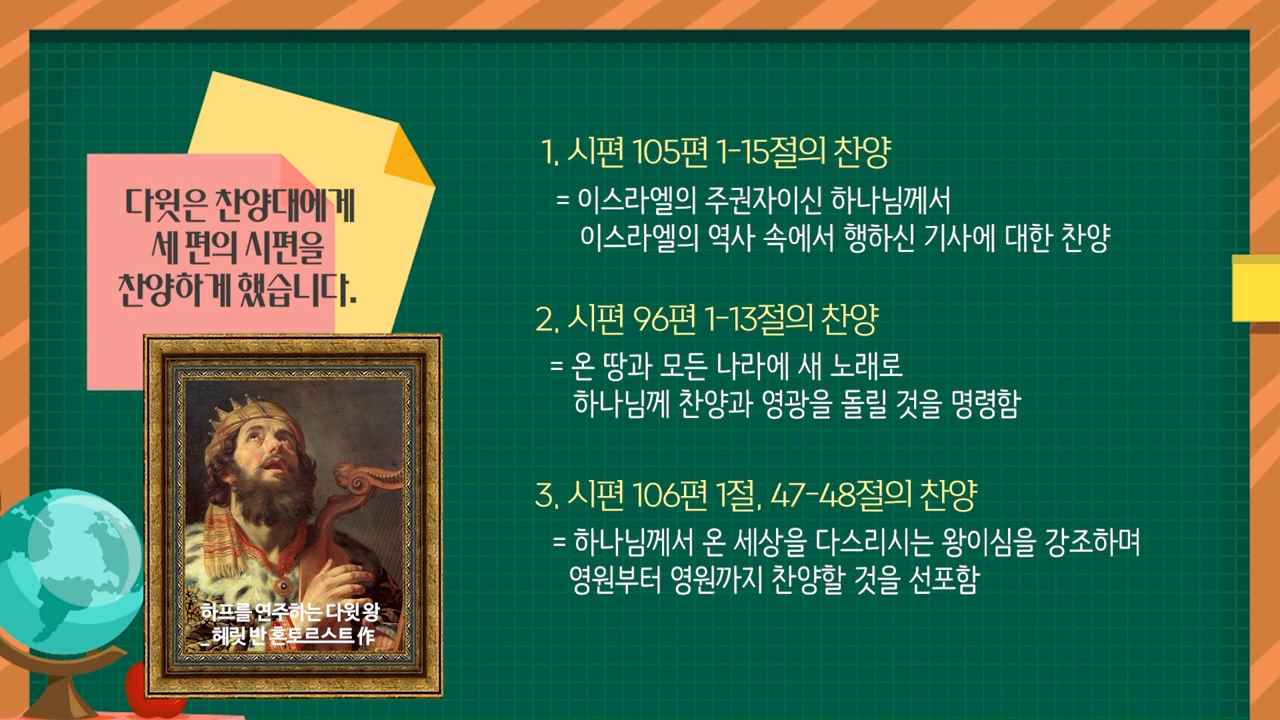 다윗은 찬양대에게
세 편의 시편을
찬양하게 했습니다.
하프를 연주하는 다윗 왕
_헤릿 반 혼토르스트 作
1. 시편 105편 1-15절의 찬양
= 이스라엘의 주권자이신 하나님께서
이스라엘의 역사 속에서 행하신 기사에 대한 찬양
2. 시편 96편 1-13절의 찬양
= 온 땅과 모든 나라에 새 노래로
하나님께 찬양과 영광을 돌릴 것을 명령함
3. 시편 106편 1절, 47-48절의 찬양
= 하나님께서 온 세상을 다스리시는 왕이심을 강조하며
영원부터 영원까지 찬양할 것을 선포함